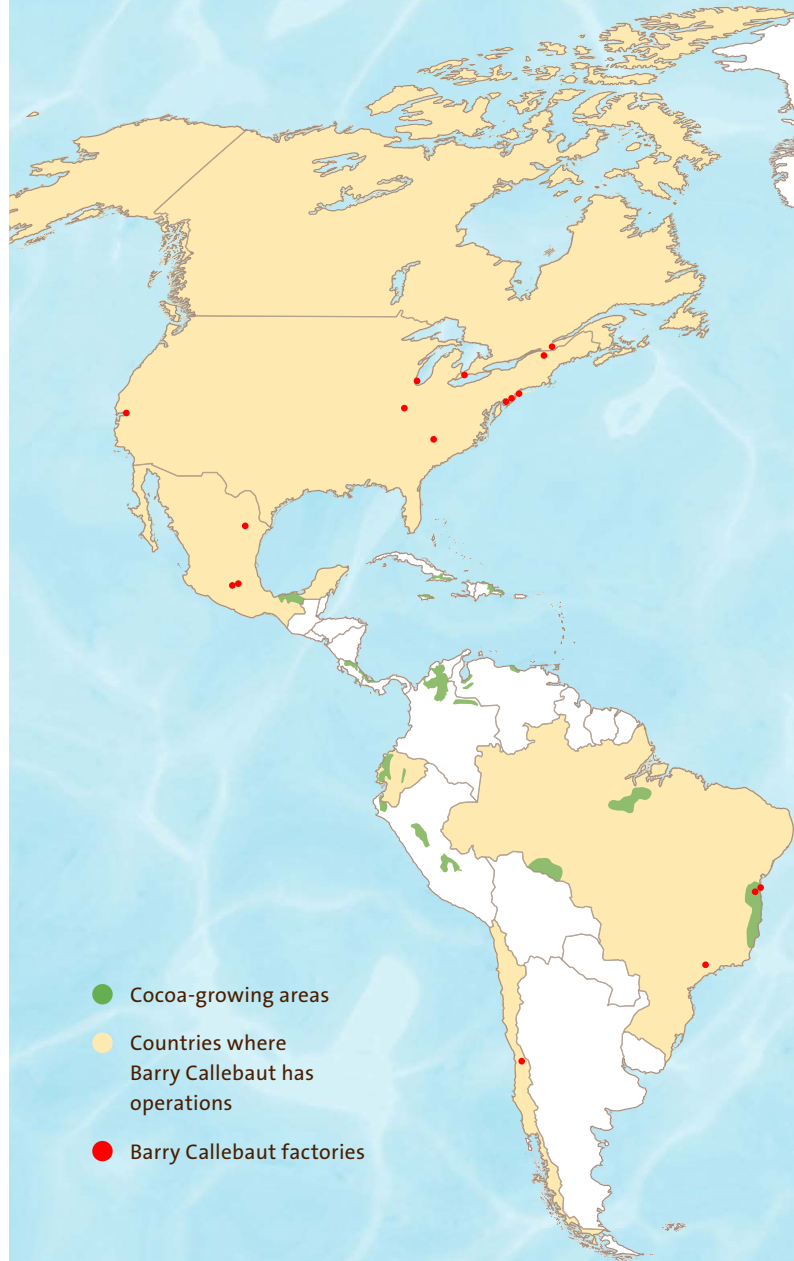 Cocoa-growing areas
Countries where
Barry Callebaut has
operations
Barry Callebaut factories